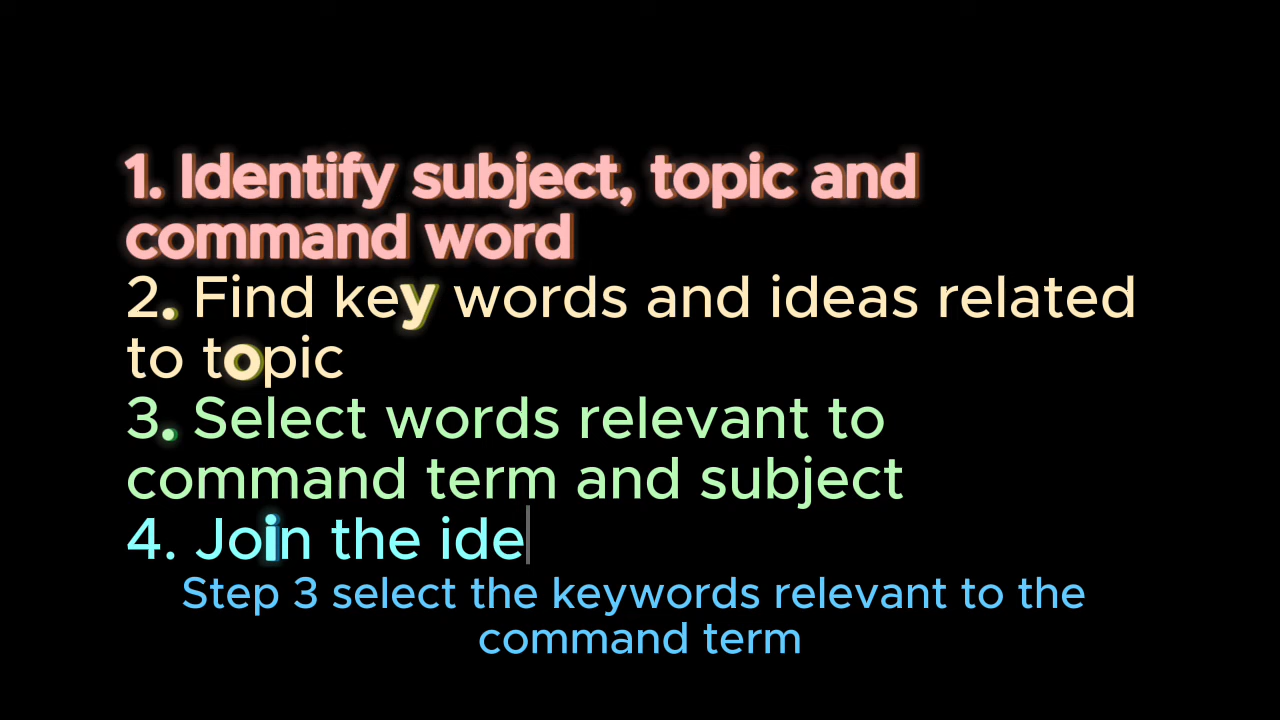 1. Identify subject, topic and
command word
2. Find key words and ideas related
to topic
3. Select words relevant to
command term and subject
4. Join the ide
Step 3 select the keywords relevant to the
command term